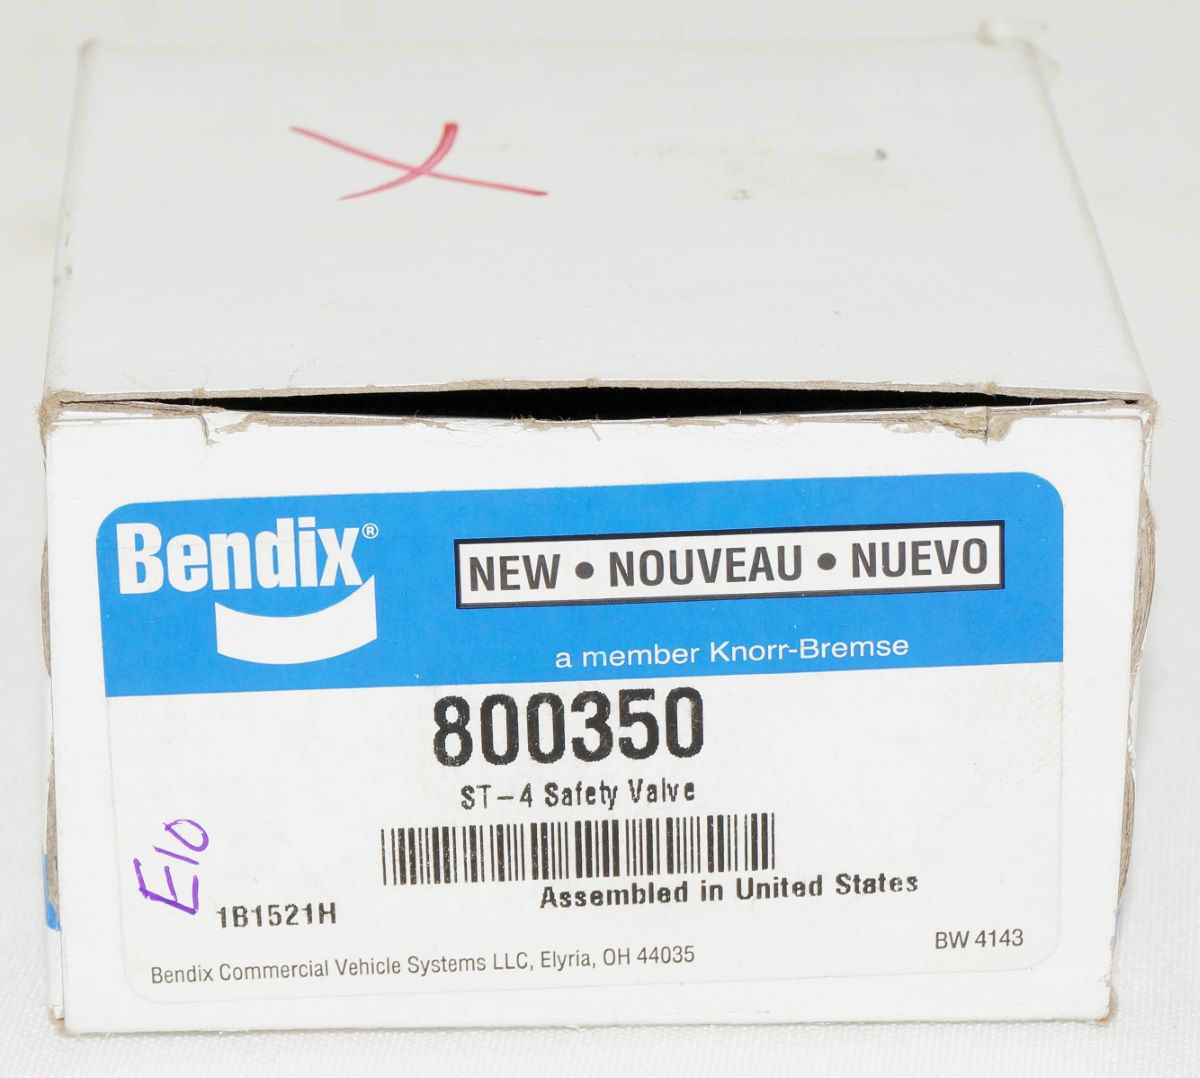 Bendix®
NEW • NOUVEAU • NUEVO
a member Knorr-Bremse
800350
ST-4 Safety Valve
Assembled in United States
E10
1B1521H
Bendix Commercial Vehicle Systems LLC, Elyria, OH 44035
BW 4143